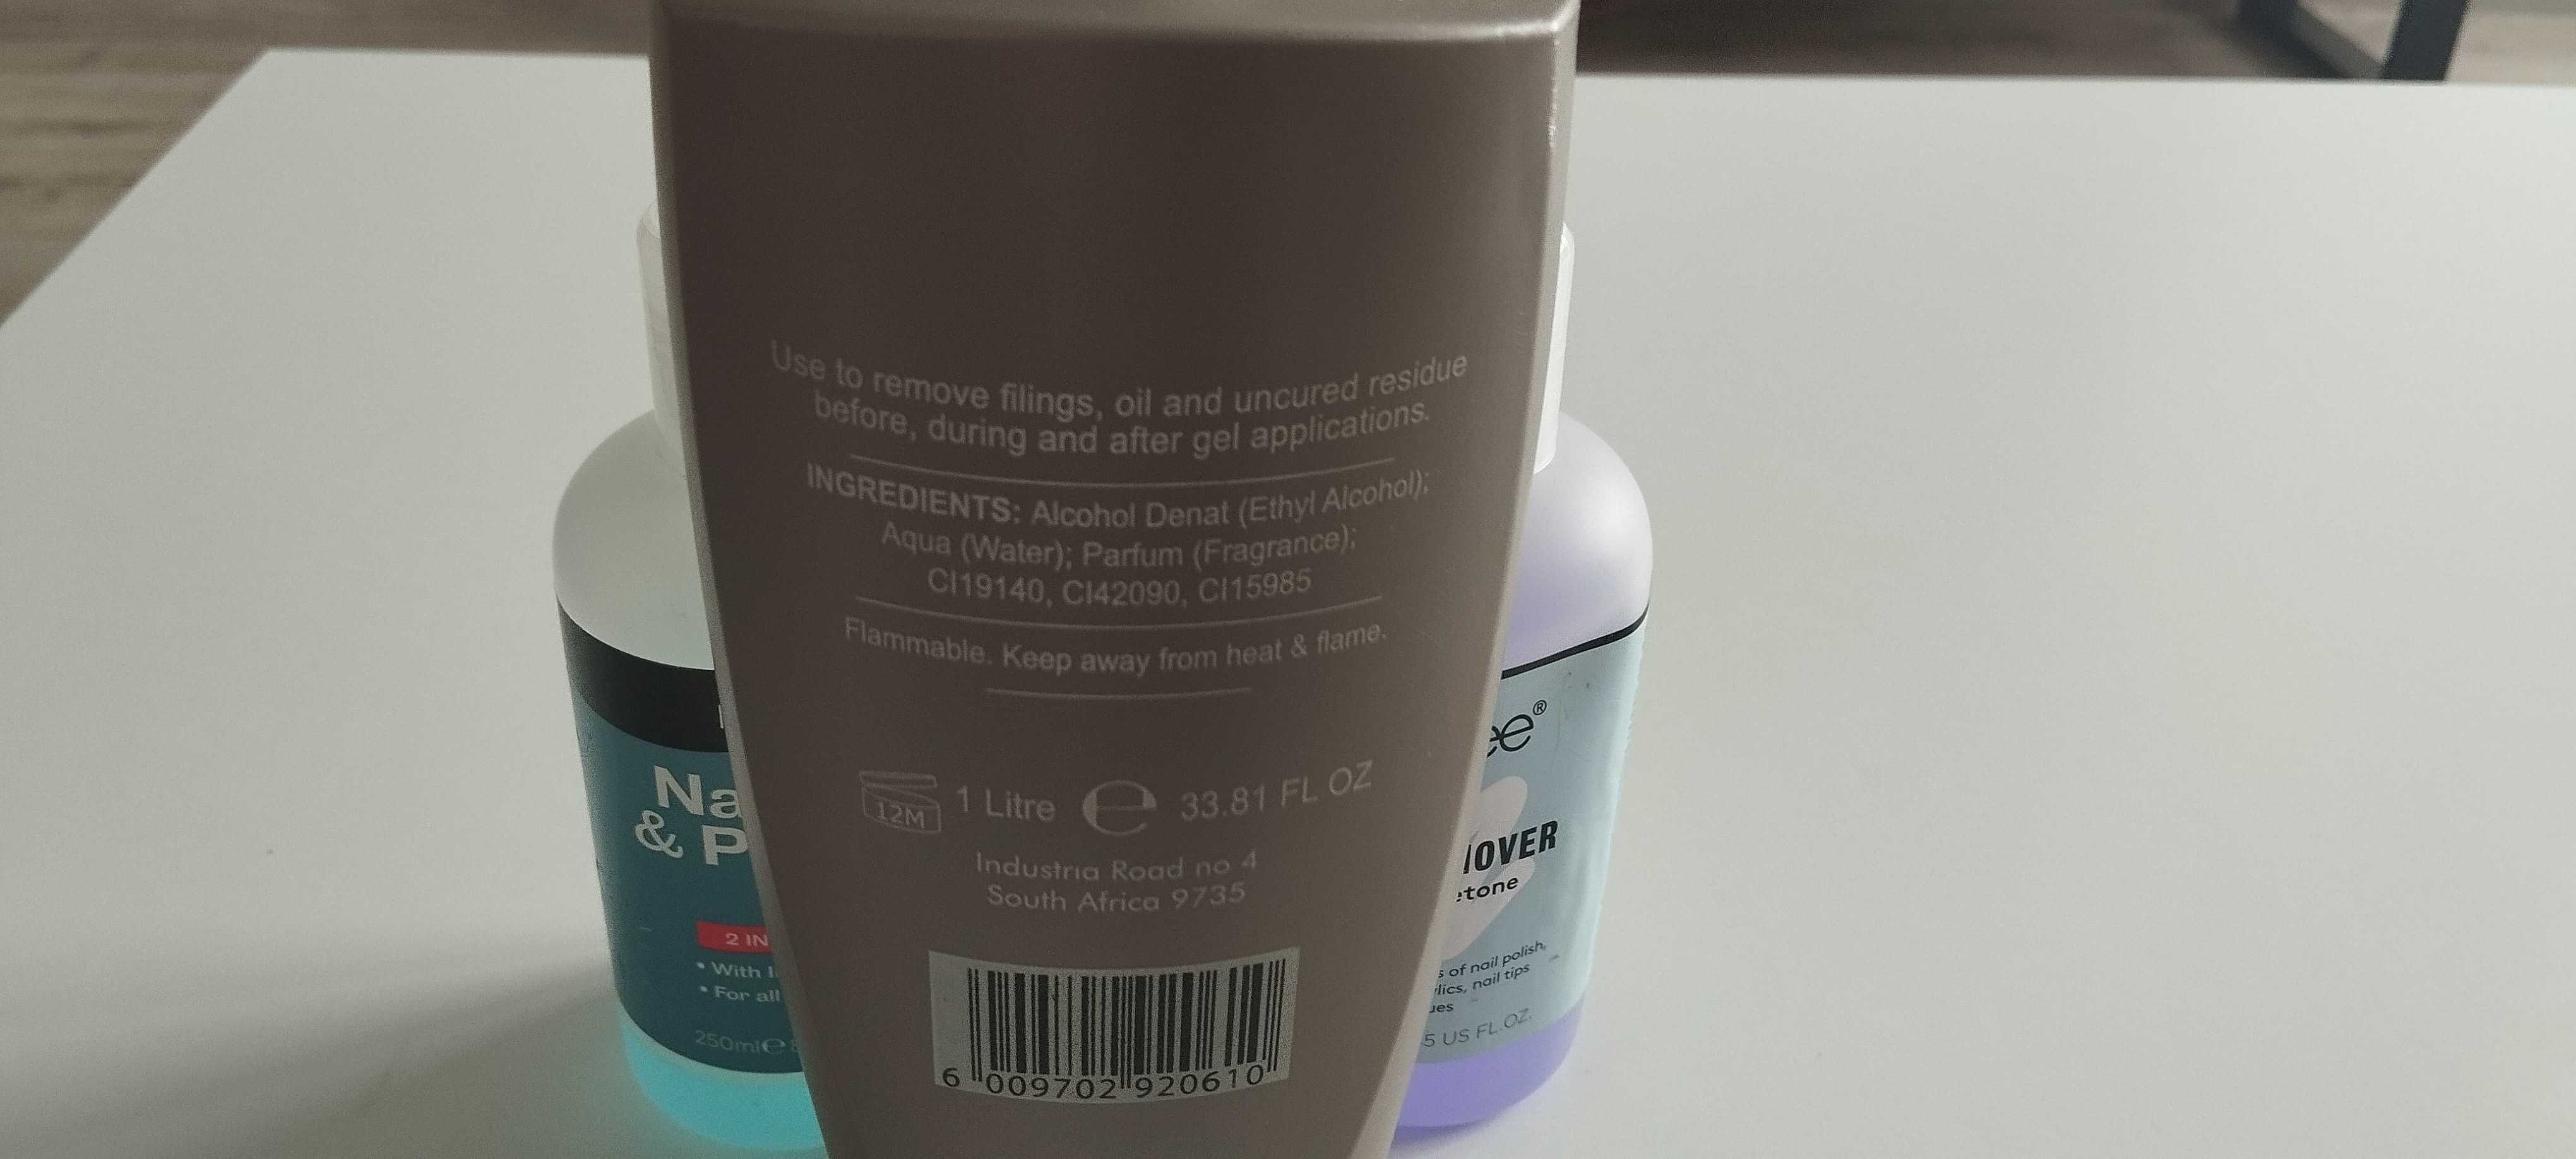 Use to remove filings, oil and uncured residue
before, during and after gel applications.
INGREDIENTS: Alcohol Denat (Ethyl Alcohol);
Aqua (Water); Parfum (Fragrance);
CI19140, CI42090, CI15985
Flammable. Keep away from heat & flame.
12M 1 Litre e 33.81 FL OZ
Industria Road no 4
South Africa 9735
6 009702 920610
Na
& P
2 IN
• With
• For all
250ml e
ee®
OVER
etone
s of nail polish,
lics, nail tips
ues
5 US FL.OZ.